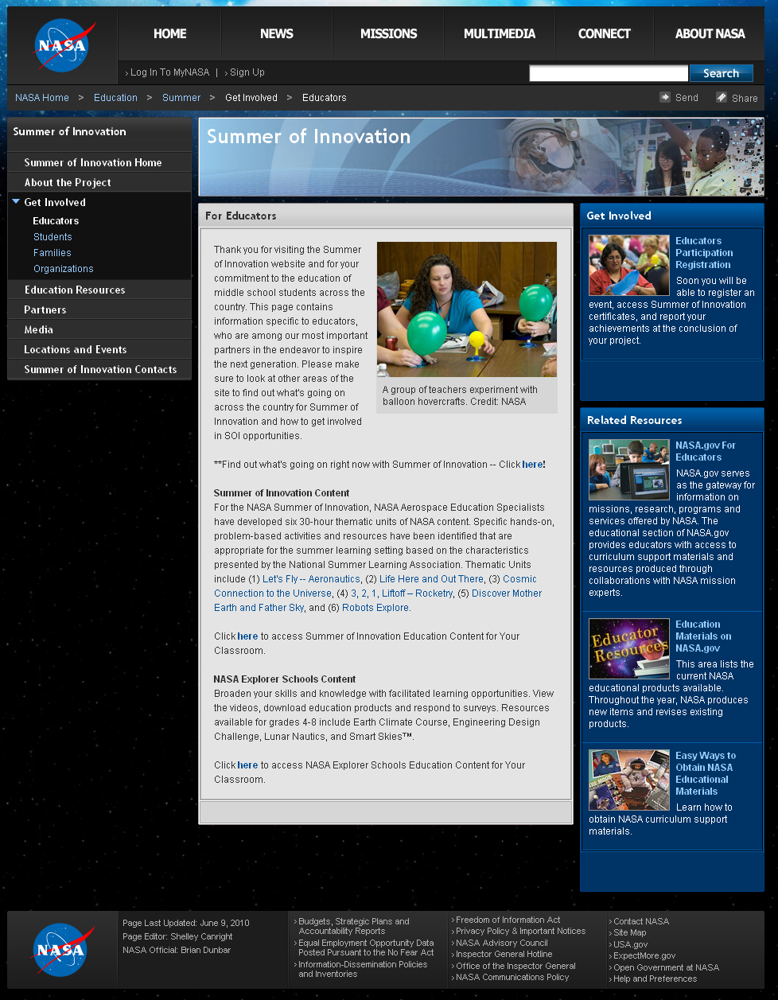 NASA
HOME
NEWS
MISSIONS
MULTIMEDIA
CONNECT
ABOUT NASA
› Log In To MyNASA | › Sign Up
Search
NASA Home > Education > Summer > Get Involved > Educators
Send
Share
Summer of Innovation
Summer of Innovation Home
About the Project
Get Involved
Educators
Students
Families
Organizations
Education Resources
Partners
Media
Locations and Events
Summer of Innovation Contacts
Summer of Innovation
For Educators
Thank you for visiting the Summer
of Innovation website and for your
commitment to the education of
middle school students across the
country. This page contains
information specific to educators,
who are among our most important
partners in the endeavor to inspire
the next generation. Please make
sure to look at other areas of the
site to find out what's going on
across the country for Summer of
Innovation and how to get involved
in SOI opportunities.
A group of teachers experiment with
balloon hovercrafts. Credit: NASA
**Find out what's going on right now with Summer of Innovation -- Click here!
Summer of Innovation Content
For the NASA Summer of Innovation, NASA Aerospace Education Specialists
have developed six 30-hour thematic units of NASA content. Specific hands-on,
problem-based activities and resources have been identified that are
appropriate for the summer learning setting based on the characteristics
presented by the National Summer Learning Association. Thematic Units
include (1) Let's Fly -- Aeronautics, (2) Life Here and Out There, (3) Cosmic
Connection to the Universe, (4) 3, 2, 1, Liftoff – Rocketry, (5) Discover Mother
Earth and Father Sky, and (6) Robots Explore.
Click here to access Summer of Innovation Education Content for Your
Classroom.
NASA Explorer Schools Content
Broaden your skills and knowledge with facilitated learning opportunities. View
the videos, download education products and respond to surveys. Resources
available for grades 4-8 include Earth Climate Course, Engineering Design
Challenge, Lunar Nautics, and Smart Skies™.
Click here to access NASA Explorer Schools Education Content for Your
Classroom.
Get Involved
Educators
Participation
Registration
Soon you will be
able to register an
event, access Summer of Innovation
certificates, and report your
achievements at the conclusion of
your project.
Related Resources
NASA.gov For
Educators
NASA.gov serves
as the gateway for
information on
missions, research, programs and
services offered by NASA. The
educational section of NASA.gov
provides educators with access to
curriculum support materials and
resources produced through
collaborations with NASA mission
experts.
Educator
Resources
Education
Materials on
NASA.gov
This area lists the
current NASA
educational products available.
Throughout the year, NASA produces
new items and revises existing
products.
Easy Ways to
Obtain NASA
Educational
Materials
Learn how to
obtain NASA curriculum support
materials.
NASA
Page Last Updated: June 9, 2010
Page Editor: Shelley Canright
NASA Official: Brian Dunbar
› Budgets, Strategic Plans and
Accountability Reports
› Equal Employment Opportunity Data
Posted Pursuant to the No Fear Act
› Information-Dissemination Policies
and Inventories
› Freedom of Information Act
› Privacy Policy & Important Notices
› NASA Advisory Council
› Inspector General Hotline
› Office of the Inspector General
› NASA Communications Policy
› Contact NASA
› Site Map
› USA.gov
› ExpectMore.gov
› Open Government at NASA
› Help and Preferences